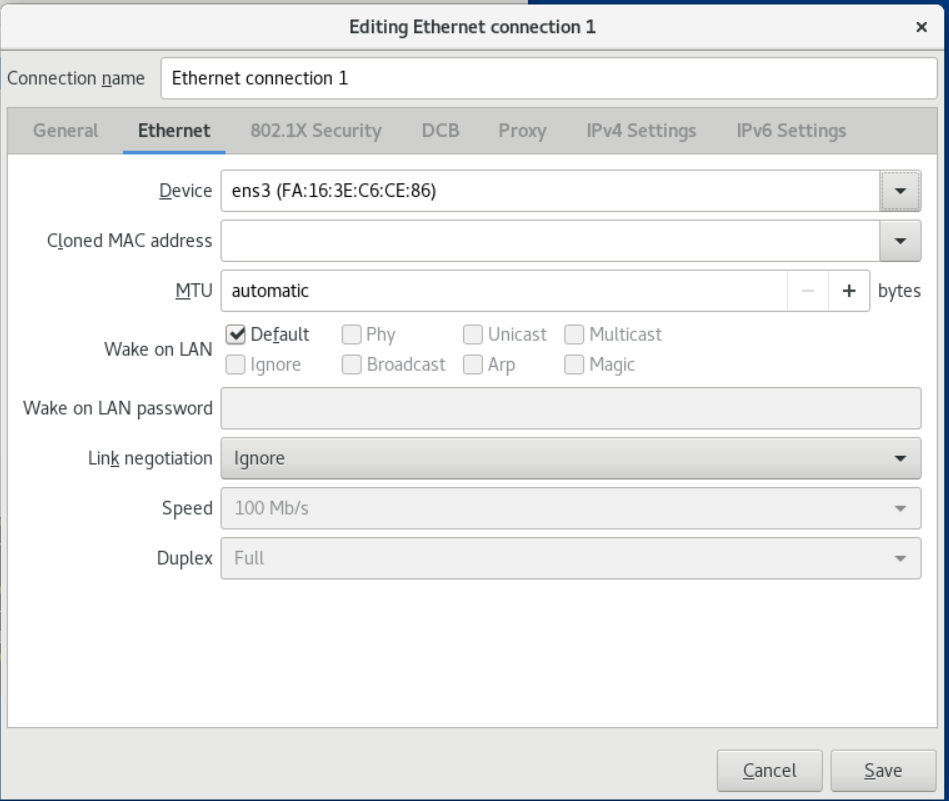 Editing Ethernet connection 1 ×
Connection name Ethernet connection 1
General Ethernet 802.1X Security DCB Proxy IPv4 Settings IPv6 Settings
Device ens3 (FA:16:3E:C6:CE:86)
Cloned MAC address
MTU automatic − + bytes
Wake on LAN
Default Phy Unicast Multicast
Ignore Broadcast Arp Magic
Wake on LAN password
Link negotiation Ignore
Speed 100 Mb/s
Duplex Full
Cancel Save